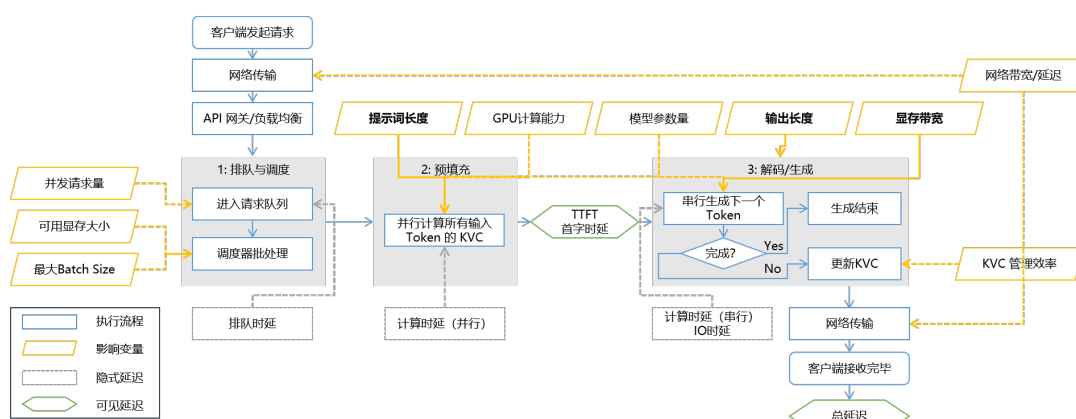 客户端发起请求
网络传输
网络带宽/延迟
API 网关/负载均衡
提示词长度
GPU计算能力
模型参数量
输出长度
显存带宽
1: 排队与调度
2: 预填充
3: 解码/生成
并发请求量
进入请求队列
串行生成下一个
Token
生成结束
可用显存大小
并行计算所有输入
Token 的 KVC
TTFT
首字时延
调度器批处理
完成?
Yes
No
最大Batch Size
更新KVC
KVC 管理效率
执行流程
排队时延
计算时延（并行）
计算时延（串行）
IO时延
网络传输
影响变量
隐式延迟
客户端接收完毕
可见延迟
总延迟